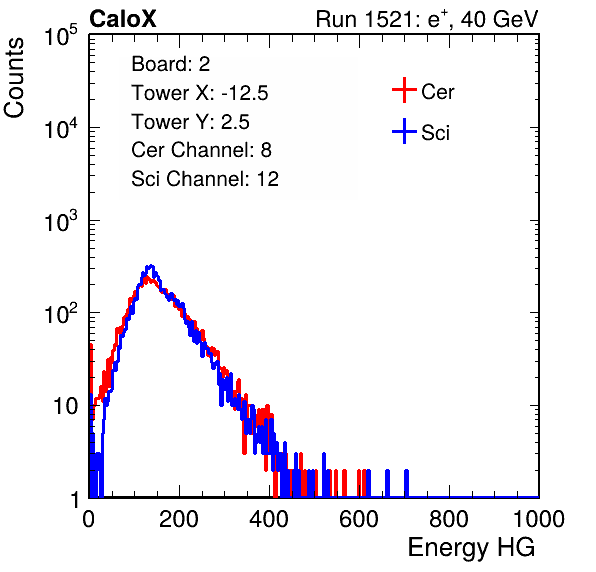 CaloX Run 1521: e⁺, 40 GeV
Counts
Board: 2
Tower X: -12.5
Tower Y: 2.5
Cer Channel: 8
Sci Channel: 12
Cer
Sci
10⁵
10⁴
10³
10²
10
1
0 200 400 600 800 1000
Energy HG